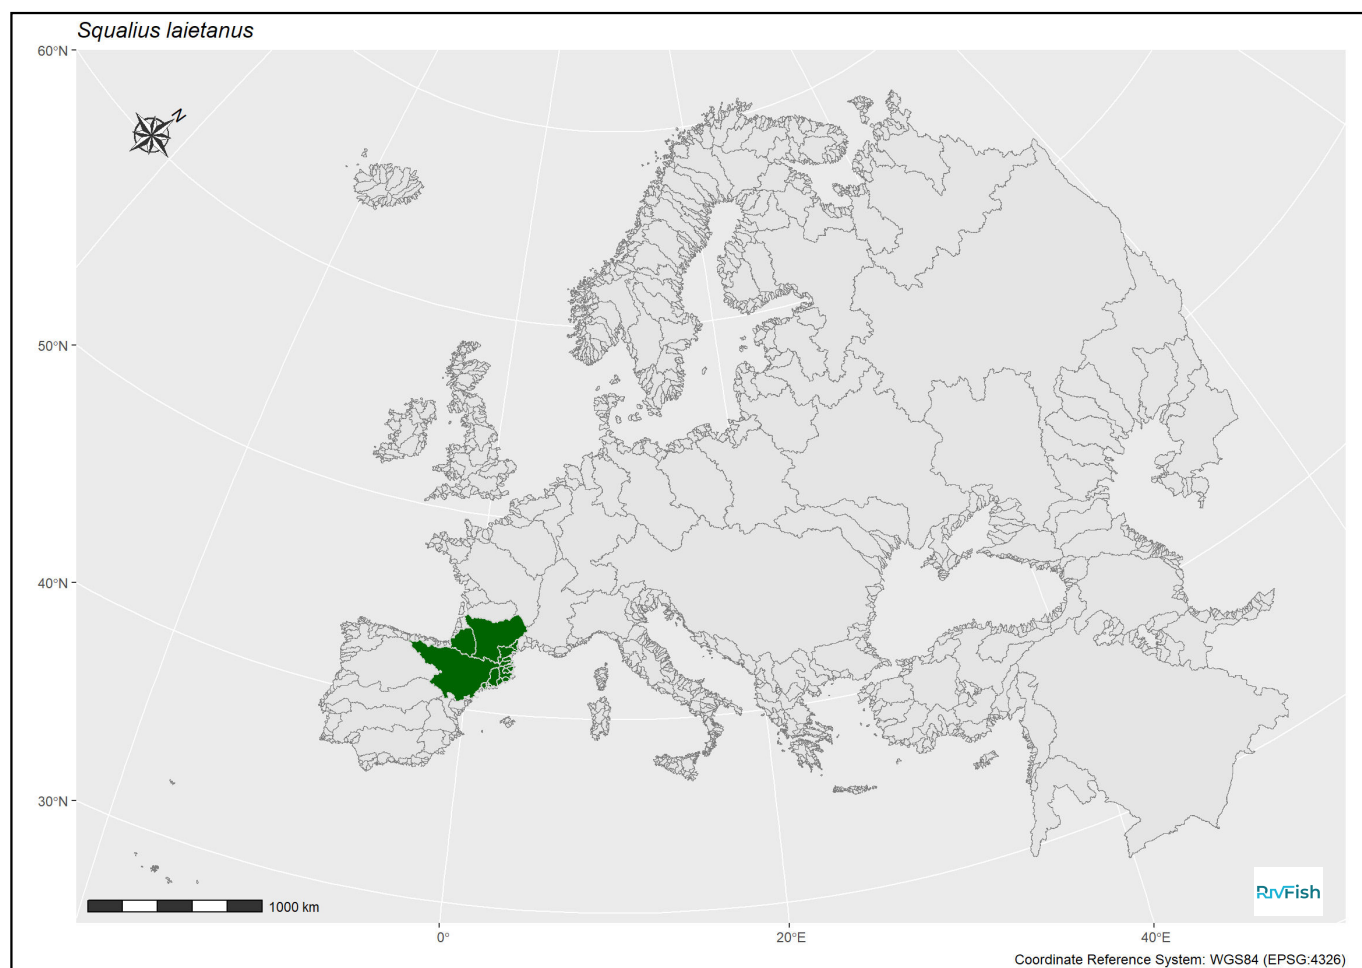 Squalius laietanus
60°N
N
50°N
40°N
30°N
1000 km
RIVFish
0°
20°E
40°E
Coordinate Reference System: WGS84 (EPSG:4326)